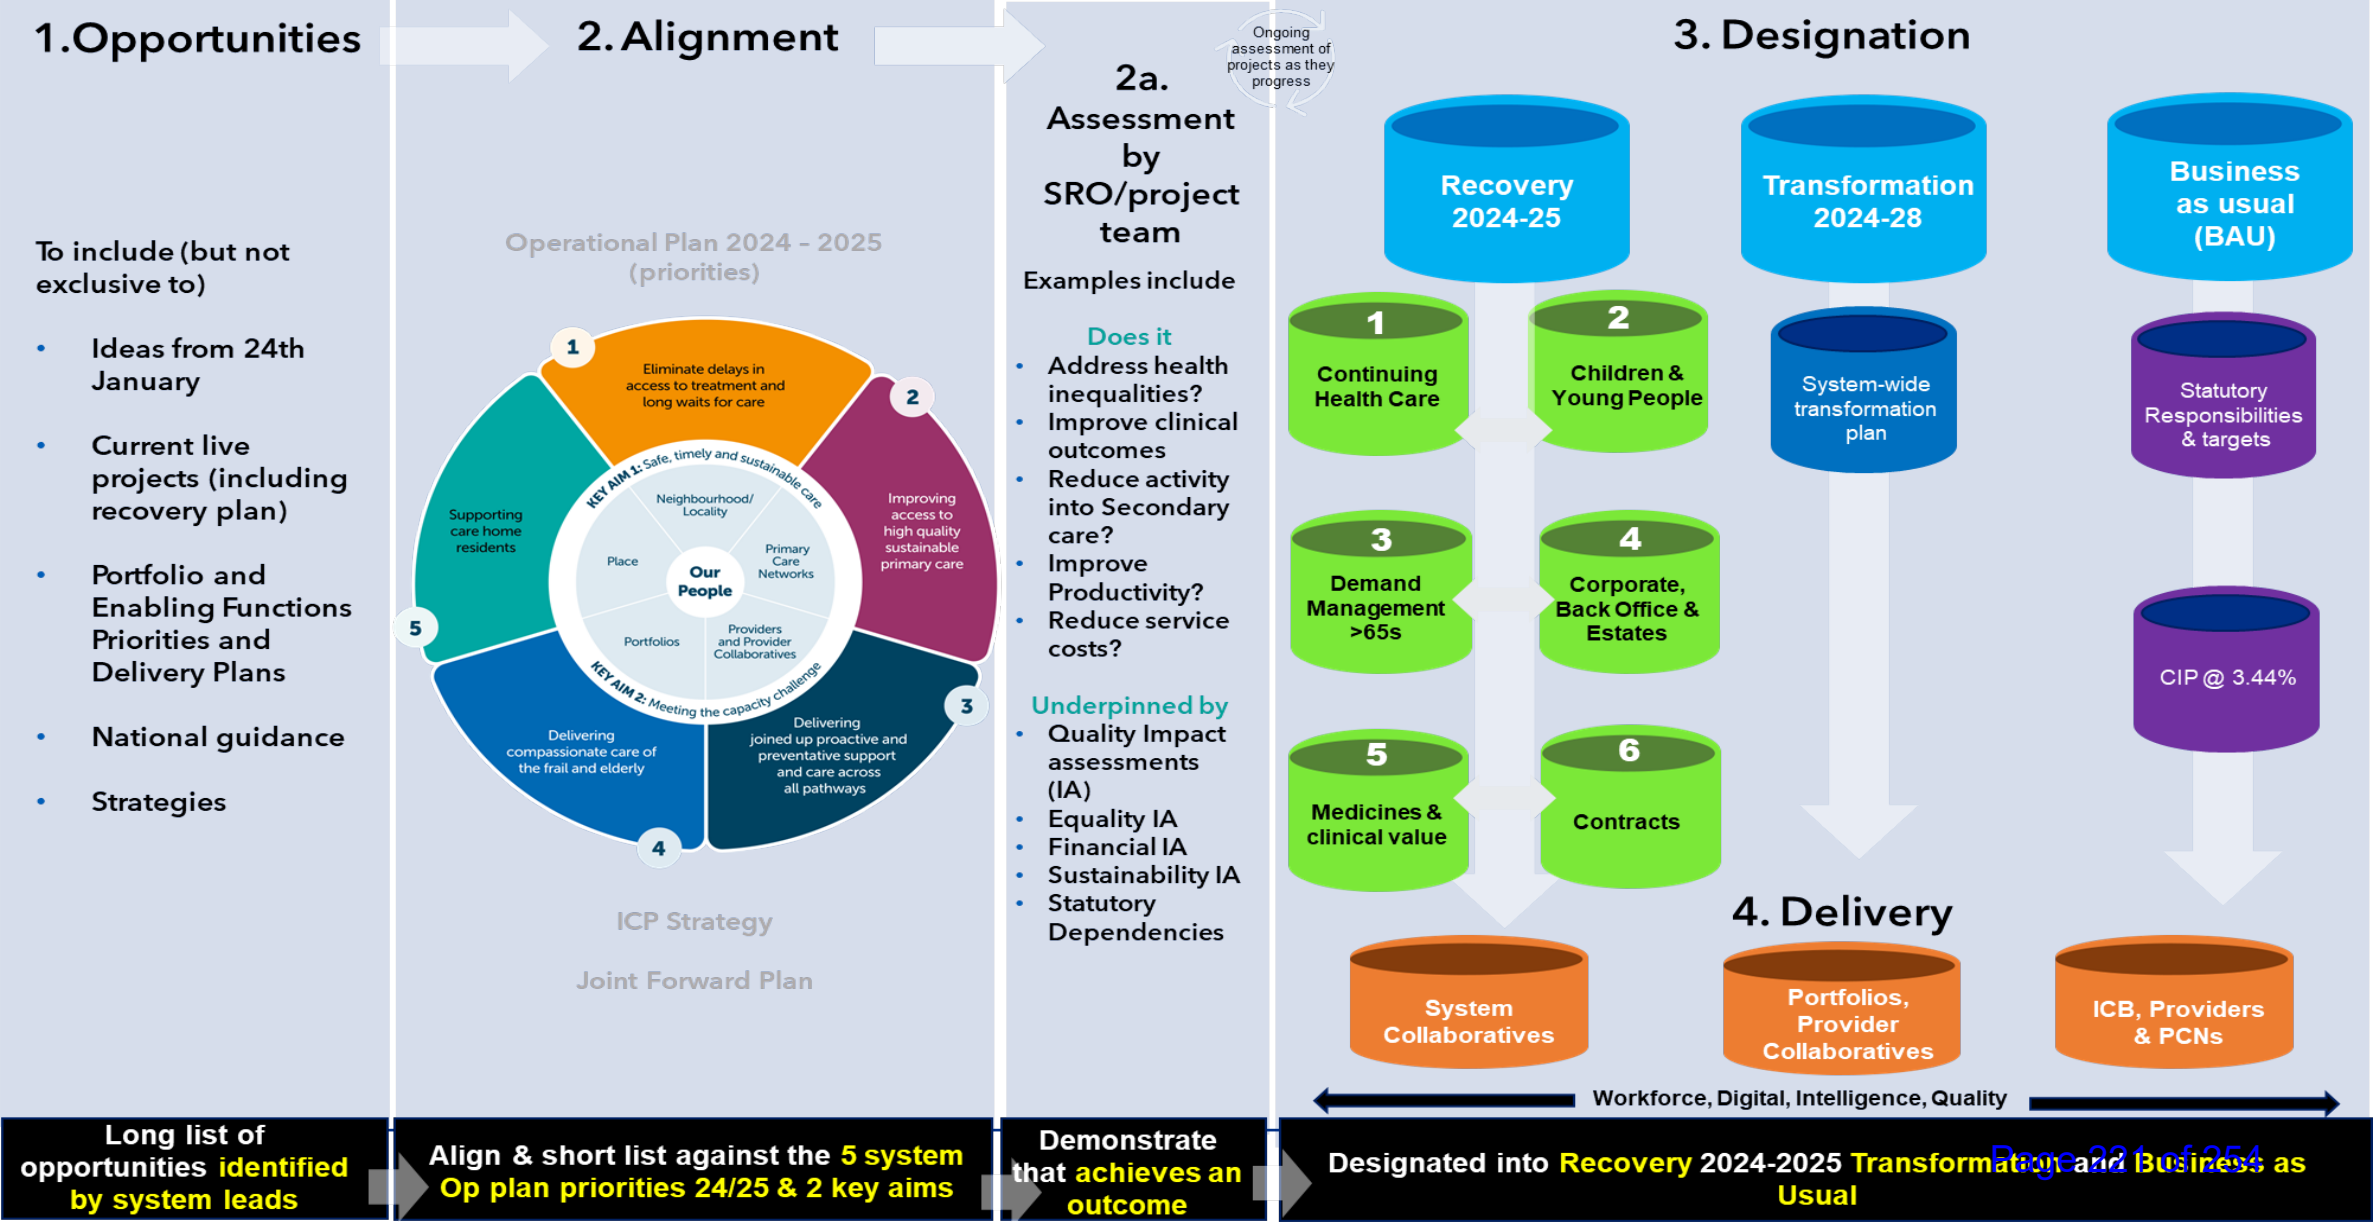 1.Opportunities
To include (but not
exclusive to)
• Ideas from 24th
January
• Current live
projects (including
recovery plan)
• Portfolio and
Enabling Functions
Priorities and
Delivery Plans
• National guidance
• Strategies
Long list of
opportunities identified
by system leads
2. Alignment
Operational Plan 2024 – 2025
(priorities)
1
Eliminate delays in
access to treatment and
long waits for care
2
Improving
access to
high quality
sustainable
primary care
3
Delivering
joined up proactive and
preventative support
and care across
all pathways
4
Delivering
compassionate care of
the frail and elderly
5
Supporting
care home
residents
KEY AIM 1: Safe, timely and sustainable care
Neighbourhood/
Locality
Primary
Care
Networks
Providers
and Provider
Collaboratives
Portfolios
Place
Our
People
KEY AIM 2: Meeting the capacity challenge
ICP Strategy
Joint Forward Plan
Align & short list against the 5 system
Op plan priorities 24/25 & 2 key aims
2a.
Assessment
by
SRO/project
team
Examples include
Does it
• Address health
inequalities?
• Improve clinical
outcomes
• Reduce activity
into Secondary
care?
• Improve
Productivity?
• Reduce service
costs?
Underpinned by
• Quality Impact
assessments
(IA)
• Equality IA
• Financial IA
• Sustainability IA
• Statutory
Dependencies
Demonstrate
that achieves an
outcome
Ongoing
assessment of
projects as they
progress
3. Designation
Recovery
2024-25
Transformation
2024-28
Business
as usual
(BAU)
1
Continuing
Health Care
2
Children &
Young People
3
Demand
Management
>65s
4
Corporate,
Back Office &
Estates
5
Medicines &
clinical value
6
Contracts
System-wide
transformation
plan
Statutory
Responsibilities
& targets
CIP @ 3.44%
4. Delivery
System
Collaboratives
Portfolios,
Provider
Collaboratives
ICB, Providers
& PCNs
Workforce, Digital, Intelligence, Quality
Designated into Recovery 2024-2025 Transformation and Business as
Usual
Page 221 of 254